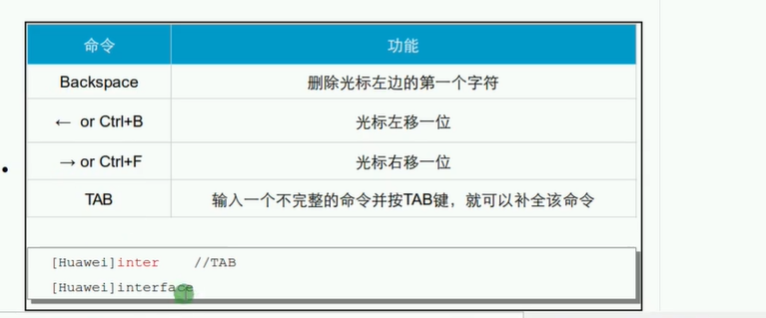 命令 功能
Backspace 删除光标左边的第一个字符
← or Ctrl+B 光标左移一位
→ or Ctrl+F 光标右移一位
TAB 输入一个不完整的命令并按TAB键，就可以补全该命令
[Huawei]inter //TAB
[Huawei]interface